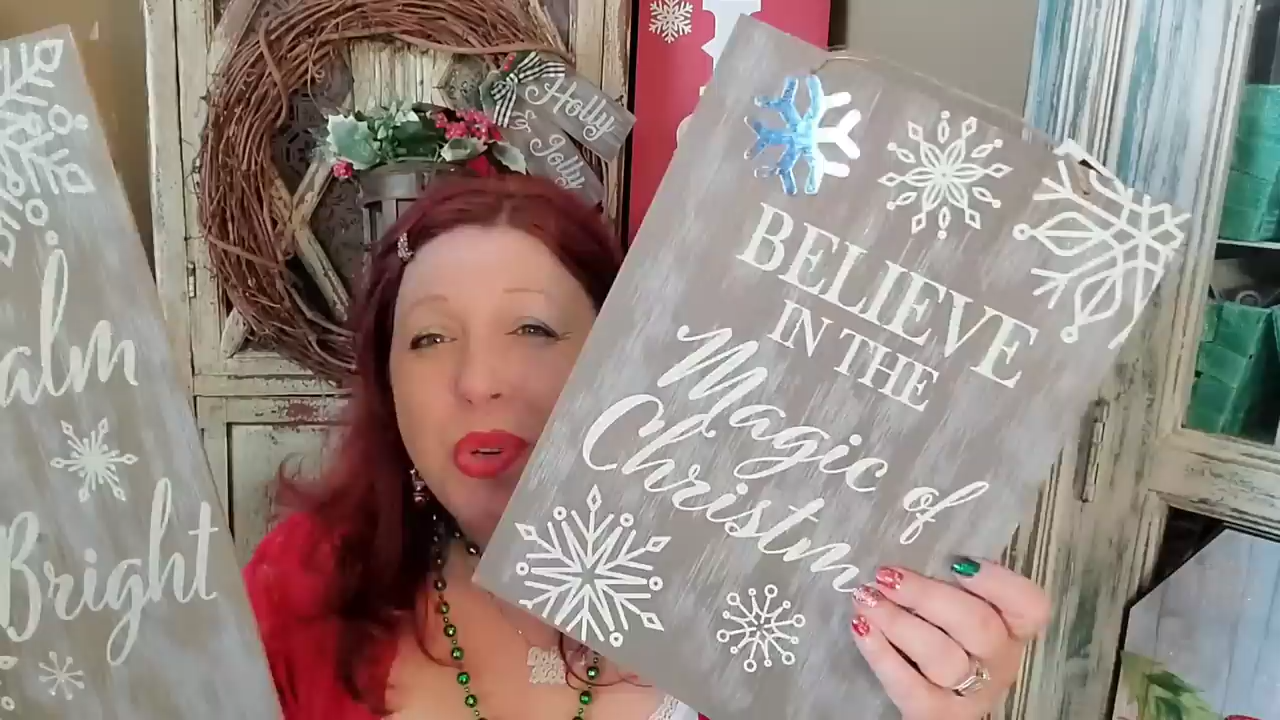 alm
Bright
Holly
& Jolly
BELIEVE
IN THE
Magic of
Christm